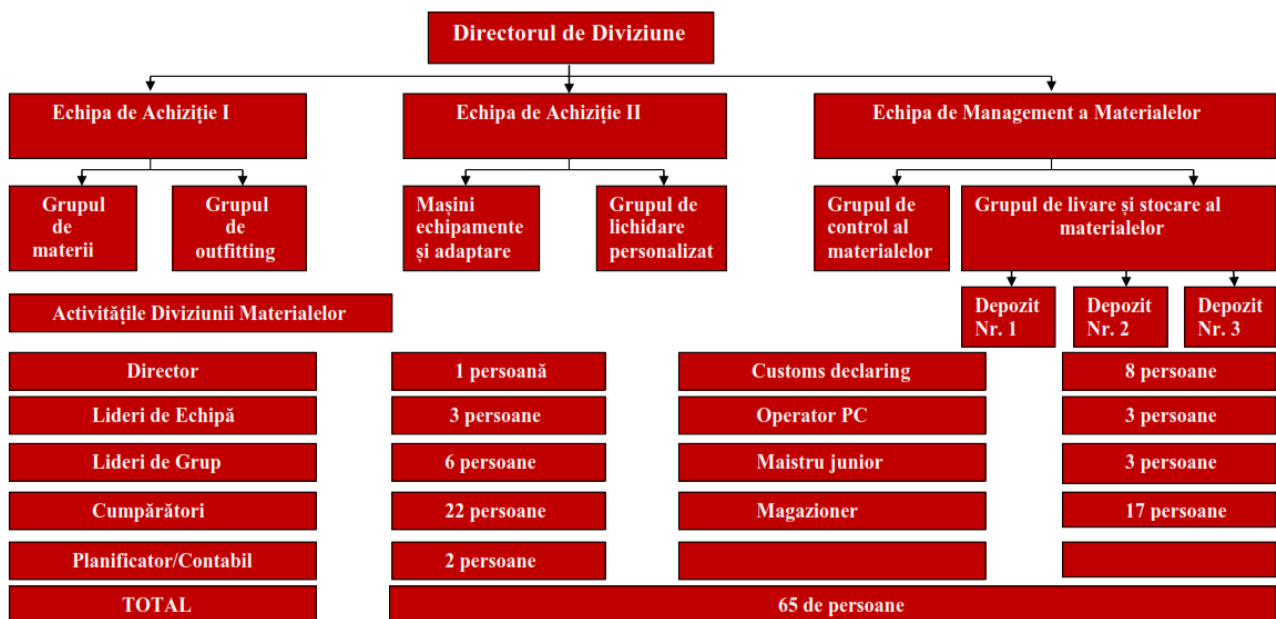 Directorul de Diviziune
Echipa de Achiziție I
Echipa de Achiziție II
Echipa de Management a Materialelor
Grupul
de
materii
Grupul
de
outfitting
Mașini
echipamente
și adaptare
Grupul de
lichidare
personalizat
Grupul de
control al
materialelor
Grupul de livare și stocare al
materialelor
Activitățile Diviziunii Materialelor
Depozit
Nr. 1
Depozit
Nr. 2
Depozit
Nr. 3
Director
1 persoană
Customs declaring
8 persoane
Lideri de Echipă
3 persoane
Operator PC
3 persoane
Lideri de Grup
6 persoane
Maistru junior
3 persoane
Cumpărători
22 persoane
Magazioner
17 persoane
Planificator/Contabil
2 persoane
TOTAL
65 de persoane